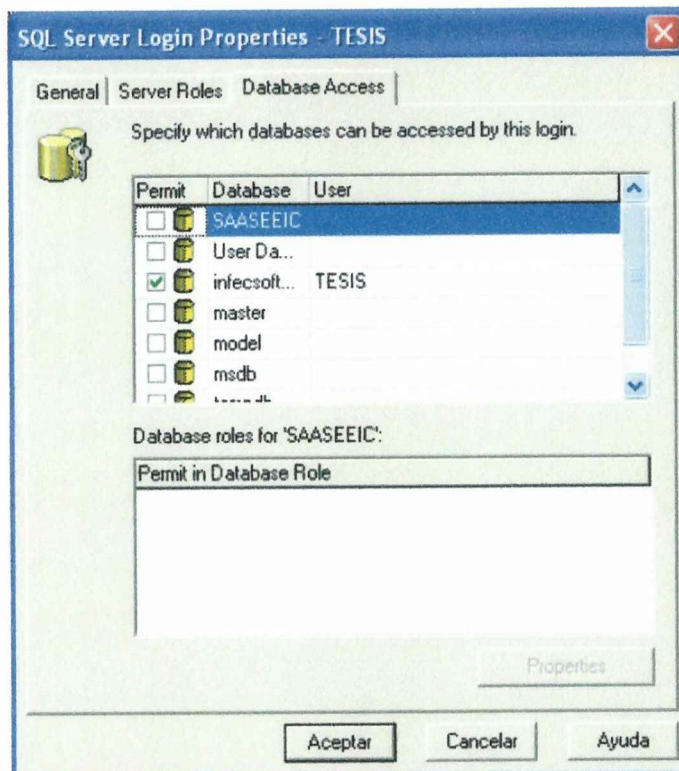 SQL Server Login Properties - TESIS
General Server Roles Database Access
Specify which databases can be accessed by this login.
Permit Database User
SAASEEIC
User Da...
infecsoft... TESIS
master
model
msdb
tempdb
Database roles for 'SAASEEIC':
Permit in Database Role
Properties
Aceptar Cancelar Ayuda